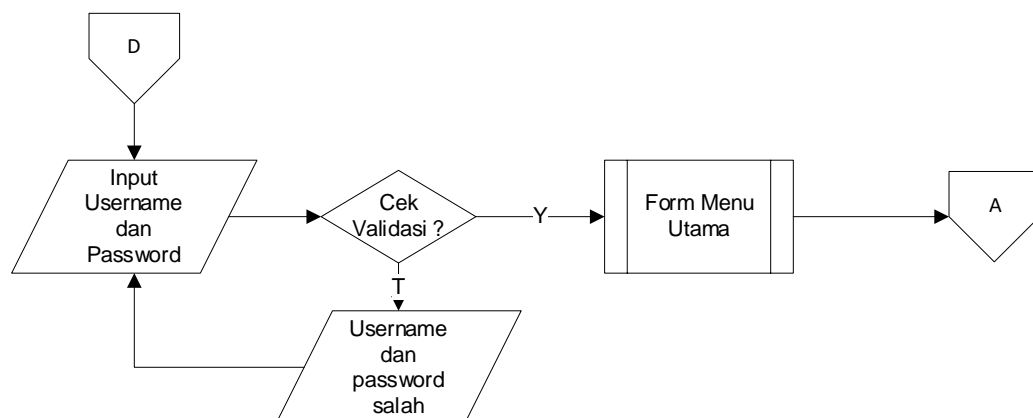 D
Input
Username
dan
Password
Cek
Validasi ?
Y
Form Menu
Utama
A
T
Username
dan
password
salah